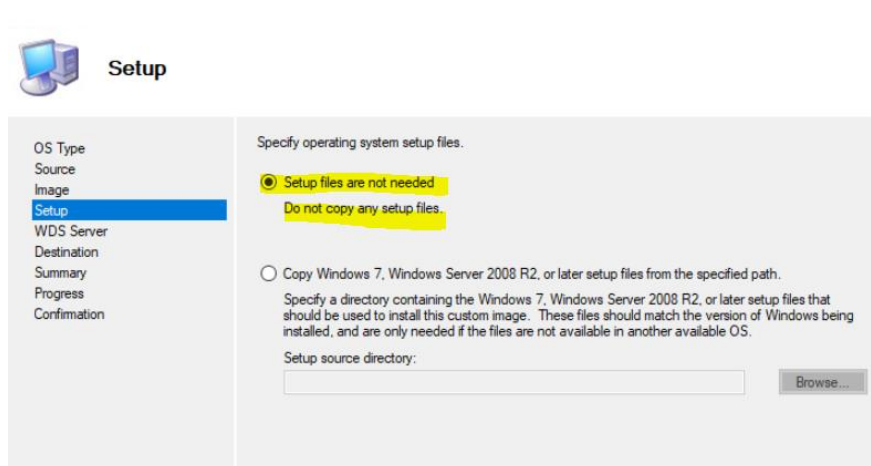 Setup
OS Type
Source
Image
Setup
WDS Server
Destination
Summary
Progress
Confirmation
Specify operating system setup files.
Setup files are not needed
Do not copy any setup files.
Copy Windows 7, Windows Server 2008 R2, or later setup files from the specified path.
Specify a directory containing the Windows 7, Windows Server 2008 R2, or later setup files that
should be used to install this custom image.  These files should match the version of Windows being
installed, and are only needed if the files are not available in another available OS.
Setup source directory:
Browse...